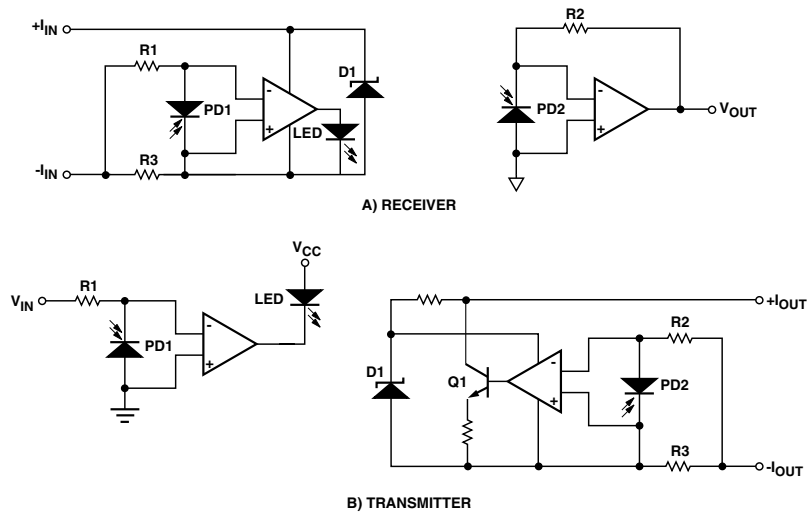 +IIN
R1
PD1
-
+
LED
D1
R3
-IIN
R2
PD2
-
+
VOUT
A) RECEIVER
VIN
R1
PD1
-
+
VCC
LED
D1
Q1
-
+
+IOUT
R2
PD2
R3
-IOUT
B) TRANSMITTER